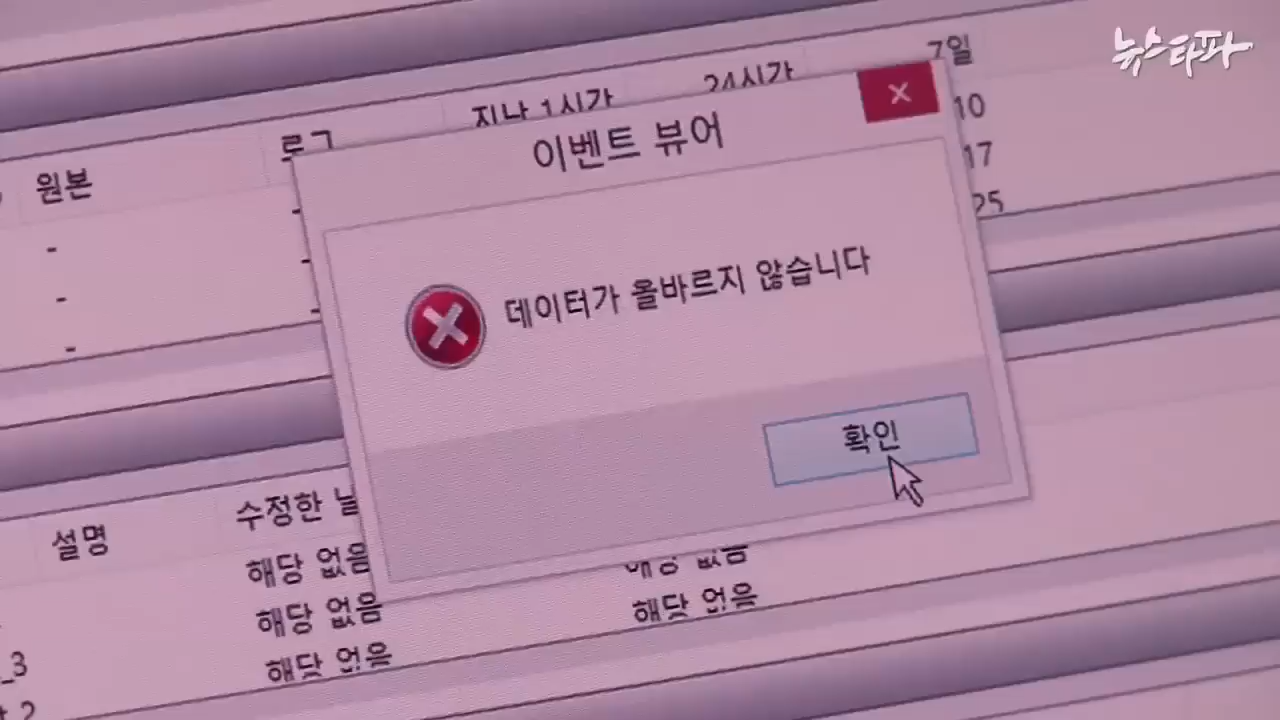 뉴스타파
7일
24시간
지난 1시간
로그
원본
10
17
25
이벤트 뷰어
데이터가 올바르지 않습니다
확인
설명
수정한
해당 없음
해당 없음
해당 없음
해당 없음
해당 없음
_3
2